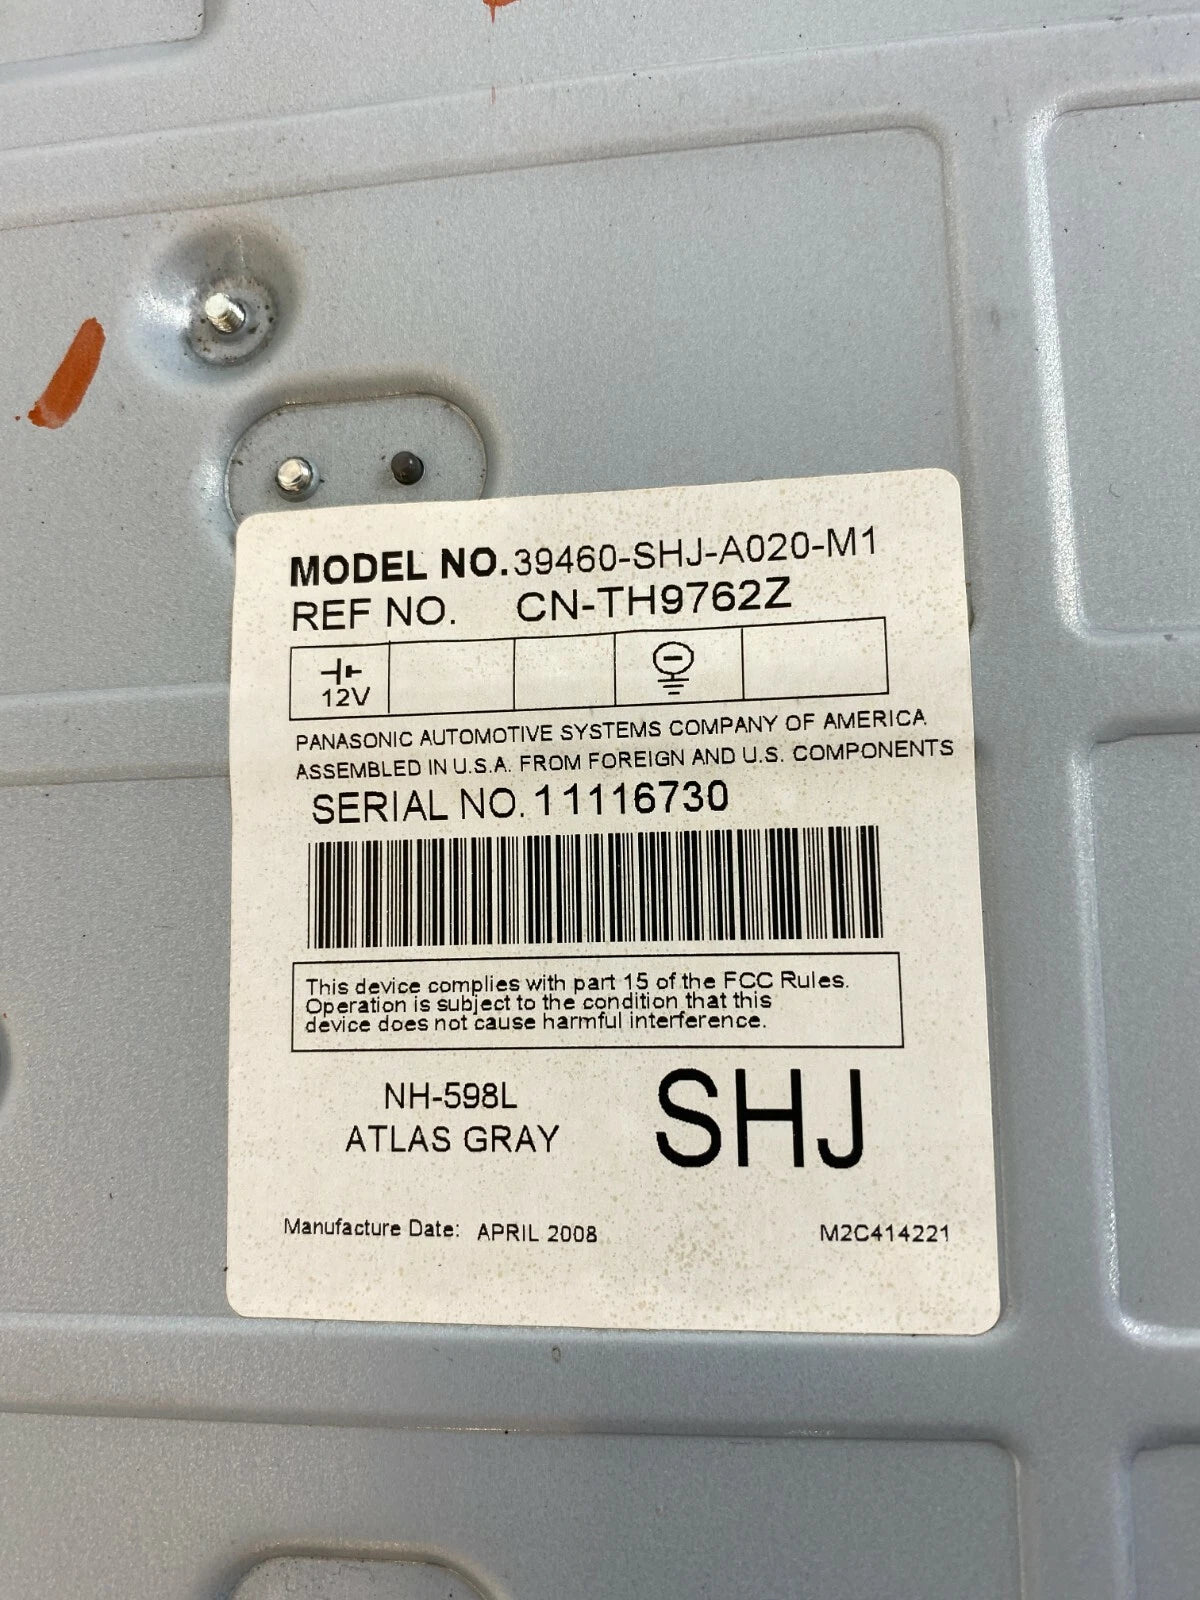 MODEL NO. 39460-SHJ-A020-M1
REF NO. CN-TH9762Z
12V
PANASONIC AUTOMOTIVE SYSTEMS COMPANY OF AMERICA
ASSEMBLED IN U.S.A. FROM FOREIGN AND U.S. COMPONENTS
SERIAL NO. 11116730
This device complies with part 15 of the FCC Rules.
Operation is subject to the condition that this
device does not cause harmful interference.
NH-598L
ATLAS GRAY
SHJ
Manufacture Date: APRIL 2008 M2C414221